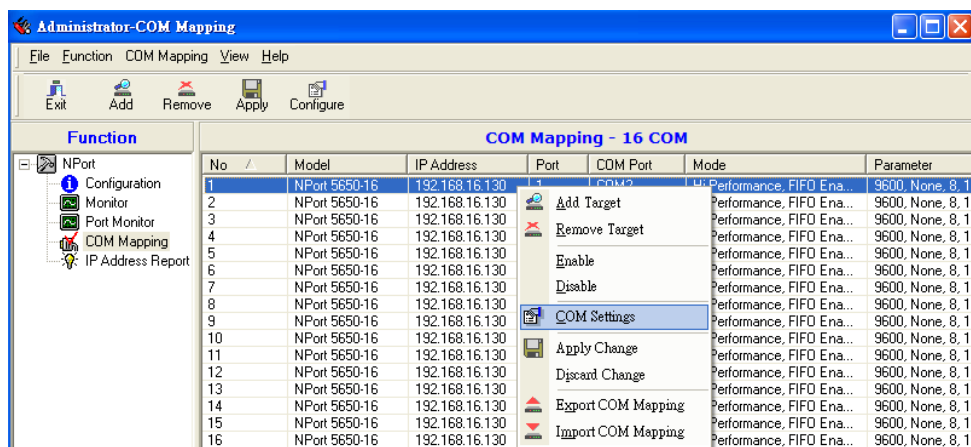 Administrator-COM Mapping
File Function COM Mapping View Help
Exit Add Remove Apply Configure
Function
COM Mapping - 16 COM
NPort
Configuration
Monitor
Port Monitor
COM Mapping
IP Address Report
No Model IP Address Port COM Port Mode Parameter
1 NPort 5650-16 192.168.16.130 1 COM2 Hi Performance, FIFO Ena... 9600, None, 8, 1
2 NPort 5650-16 192.168.16.130 Performance, FIFO Ena... 9600, None, 8, 1
3 NPort 5650-16 192.168.16.130 Performance, FIFO Ena... 9600, None, 8, 1
4 NPort 5650-16 192.168.16.130 Performance, FIFO Ena... 9600, None, 8, 1
5 NPort 5650-16 192.168.16.130 Performance, FIFO Ena... 9600, None, 8, 1
6 NPort 5650-16 192.168.16.130 Performance, FIFO Ena... 9600, None, 8, 1
7 NPort 5650-16 192.168.16.130 Performance, FIFO Ena... 9600, None, 8, 1
8 NPort 5650-16 192.168.16.130 Performance, FIFO Ena... 9600, None, 8, 1
9 NPort 5650-16 192.168.16.130 Performance, FIFO Ena... 9600, None, 8, 1
10 NPort 5650-16 192.168.16.130 Performance, FIFO Ena... 9600, None, 8, 1
11 NPort 5650-16 192.168.16.130 Performance, FIFO Ena... 9600, None, 8, 1
12 NPort 5650-16 192.168.16.130 Performance, FIFO Ena... 9600, None, 8, 1
13 NPort 5650-16 192.168.16.130 Performance, FIFO Ena... 9600, None, 8, 1
14 NPort 5650-16 192.168.16.130 Performance, FIFO Ena... 9600, None, 8, 1
15 NPort 5650-16 192.168.16.130 Performance, FIFO Ena... 9600, None, 8, 1
16 NPort 5650-16 192.168.16.130 Performance, FIFO Ena... 9600, None, 8, 1
Add Target
Remove Target
Enable
Disable
COM Settings
Apply Change
Discard Change
Export COM Mapping
Import COM Mapping